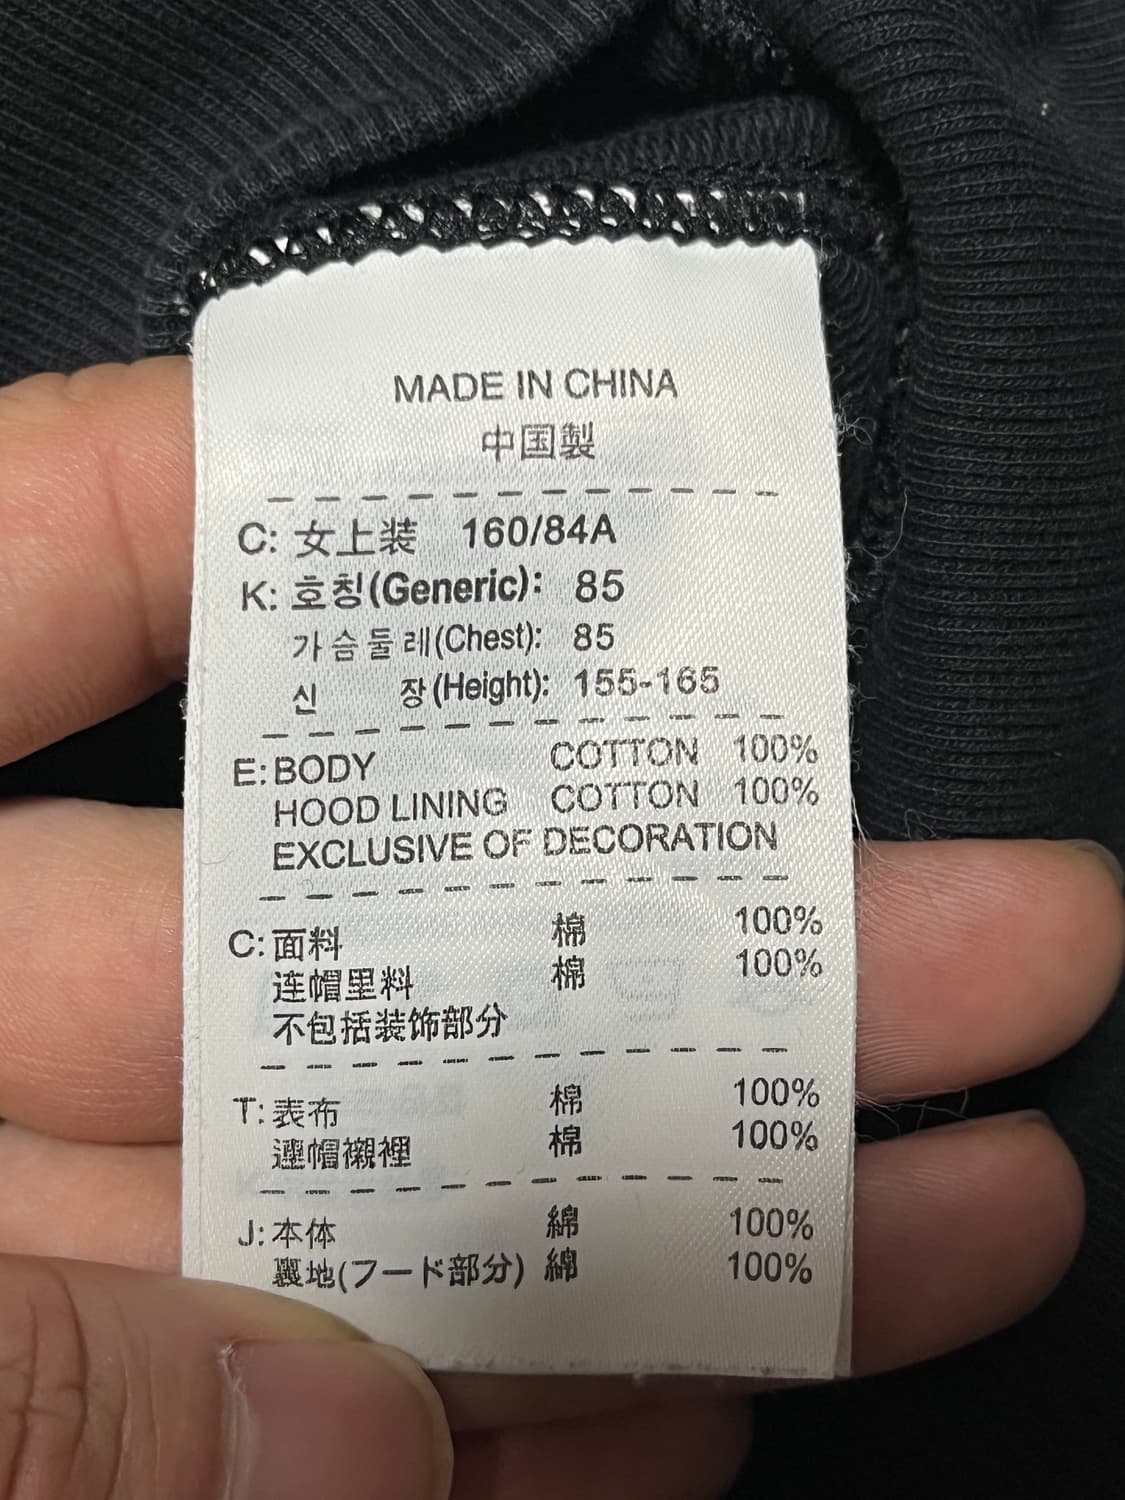 MADE IN CHINA
中国製
C: 女上装 160/84A
K: 호칭(Generic): 85
가슴둘레(Chest): 85
신 장(Height): 155-165
E: BODY COTTON 100%
HOOD LINING COTTON 100%
EXCLUSIVE OF DECORATION
C: 面料 棉 100%
连帽里料 棉 100%
不包括装饰部分
T: 表布 棉 100%
連帽襯裡 棉 100%
J: 本体 綿 100%
裏地(フード部分) 綿 100%